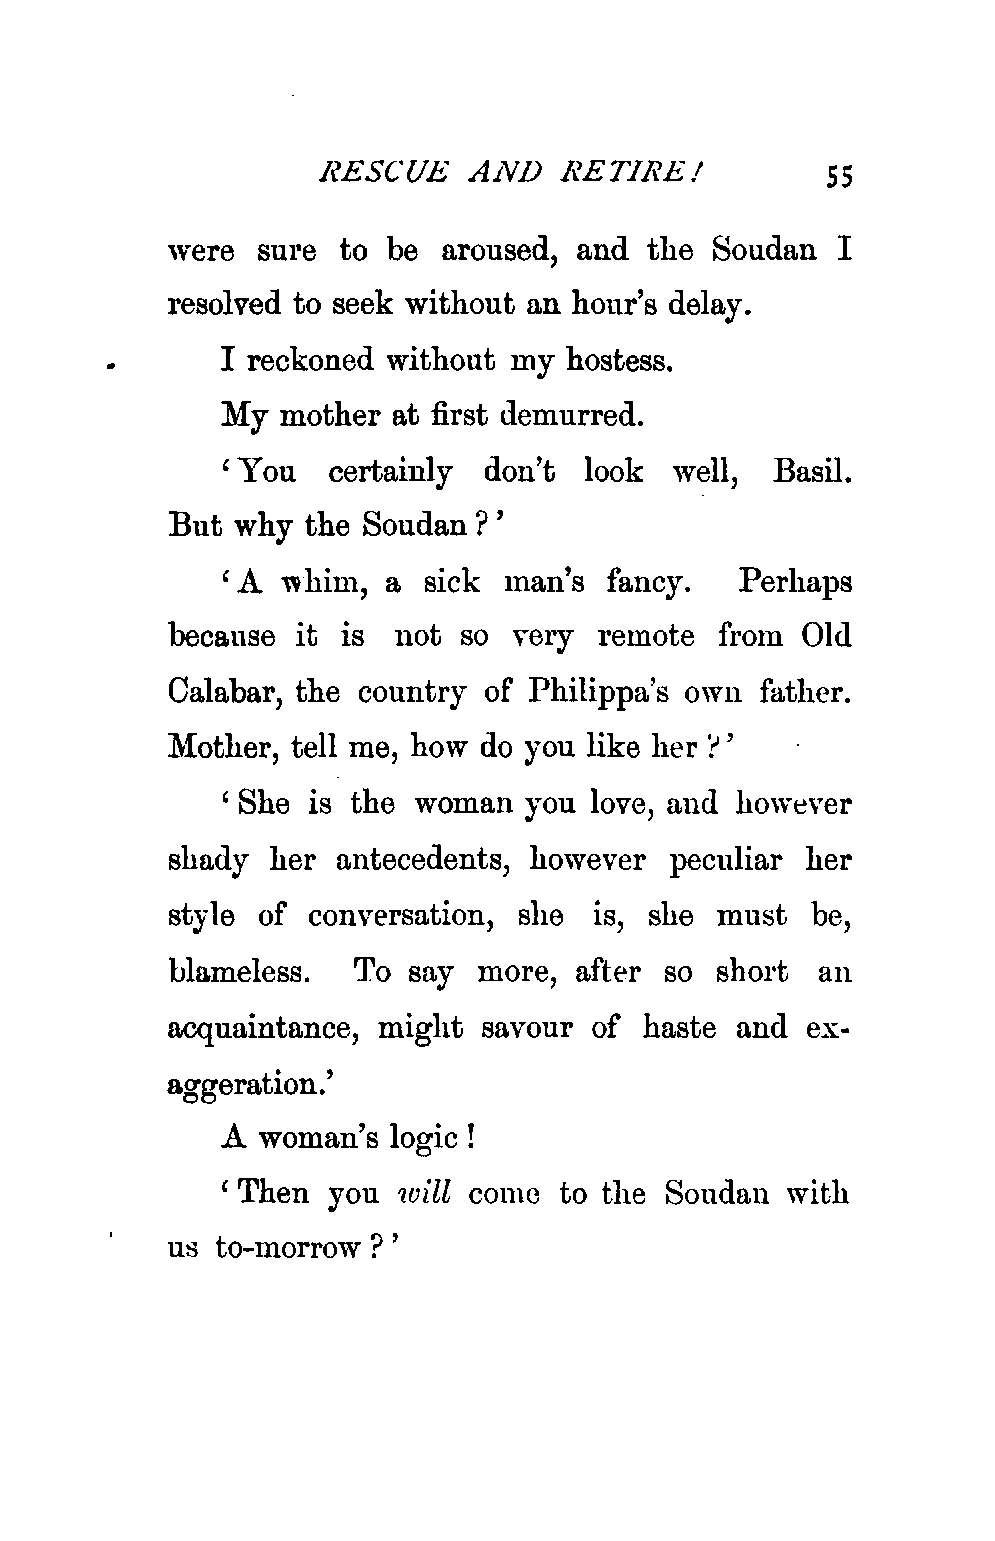 RESCUE AND RETIRE! 55
were sure to be aroused, and the Soudan I
resolved to seek without an hour's delay.
I reckoned without my hostess.
My mother at first demurred.
‘You certainly don't look well, Basil.
But why the Soudan?’
‘A whim, a sick man's fancy. Perhaps
because it is not so very remote from Old
Calabar, the country of Philippa's own father.
Mother, tell me, how do you like her?’
‘She is the woman you love, and however
shady her antecedents, however peculiar her
style of conversation, she is, she must be,
blameless. To say more, after so short an
acquaintance, might savour of haste and ex-
aggeration.’
A woman's logic!
‘Then you will come to the Soudan with
us to-morrow?’